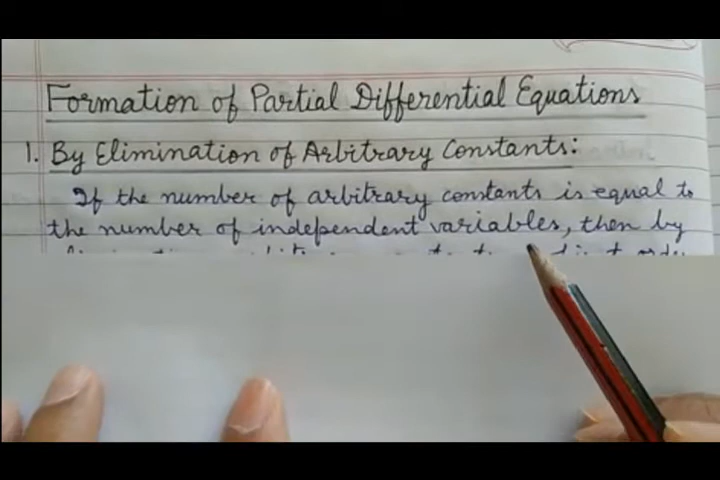 Formation of Partial Differential Equations
1. By Elimination of Arbitrary Constants:
If the number of arbitrary constants is equal to
the number of independent variables, then by